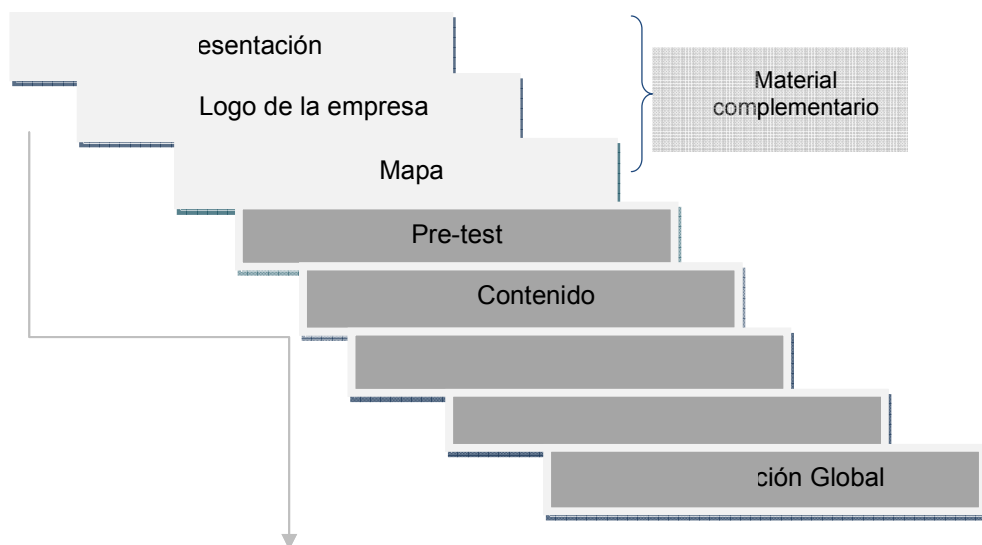 esentación
Logo de la empresa
Mapa
Material
complementario
Pre-test
Contenido
ción Global